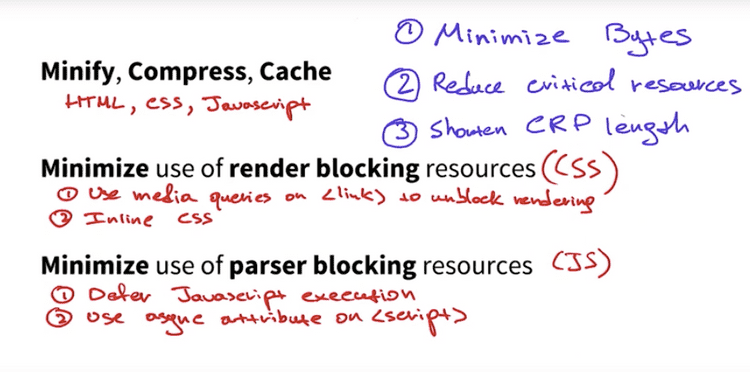 ① Minimize Bytes
② Reduce critical resources
③ Shorten CRP length
Minify, Compress, Cache
HTML, CSS, Javascript
Minimize use of render blocking resources (CSS)
① Use media queries on <link> to unblock rendering
② Inline CSS
Minimize use of parser blocking resources (JS)
① Defer Javascript execution
② Use async attribute on <script>